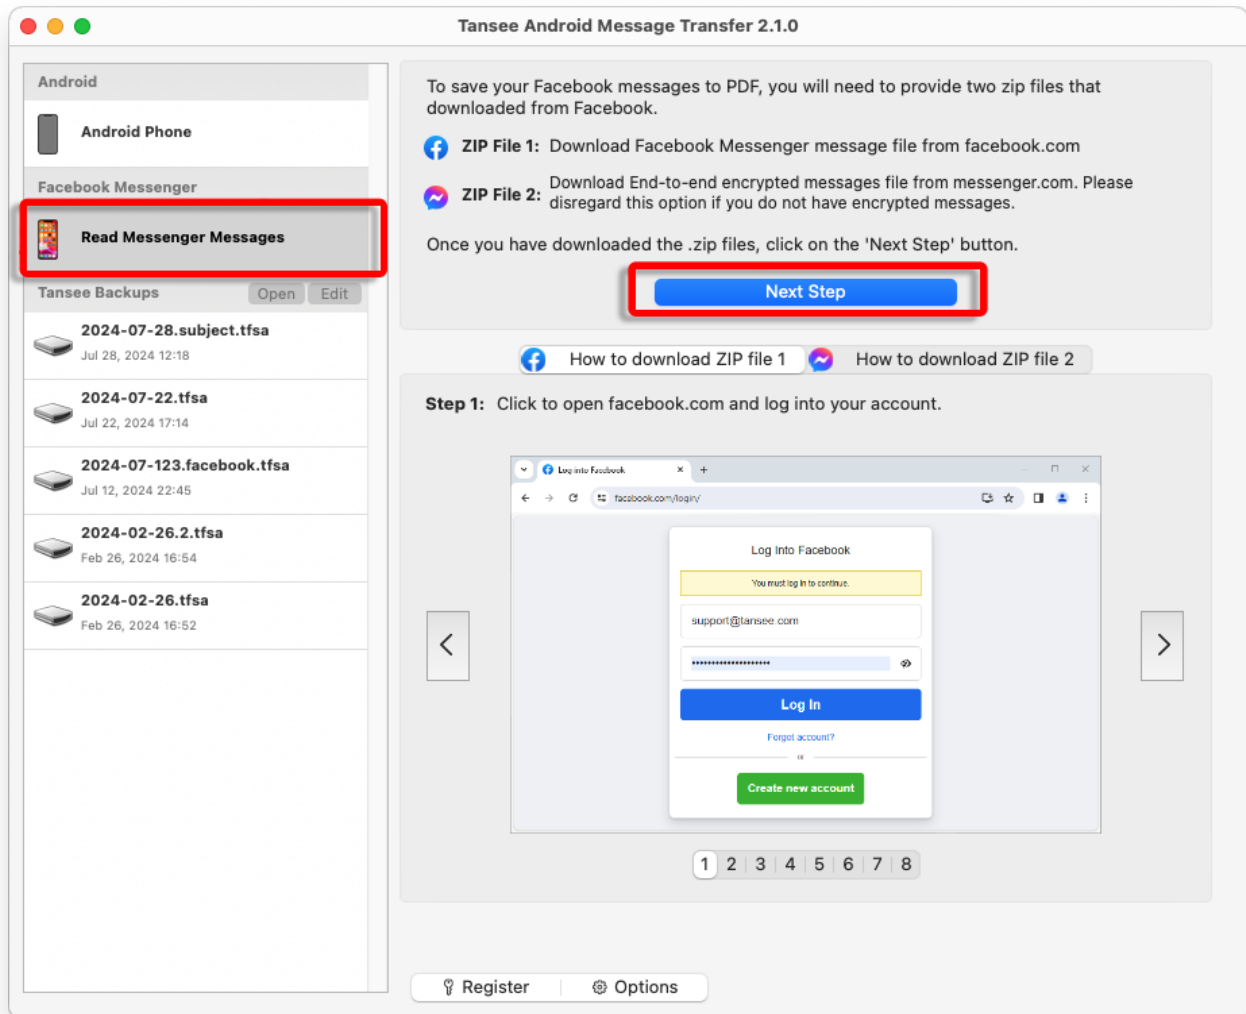 Tansee Android Message Transfer 2.1.0
Android
Android Phone
Facebook Messenger
Read Messenger Messages
Tansee Backups
Open
Edit
2024-07-28.subject.tfsa
Jul 28, 2024 12:18
2024-07-22.tfsa
Jul 22, 2024 17:14
2024-07-123.facebook.tfsa
Jul 12, 2024 22:45
2024-02-26.2.tfsa
Feb 26, 2024 16:54
2024-02-26.tfsa
Feb 26, 2024 16:52
To save your Facebook messages to PDF, you will need to provide two zip files that
downloaded from Facebook.
ZIP File 1: Download Facebook Messenger message file from facebook.com
ZIP File 2: Download End-to-end encrypted messages file from messenger.com. Please
disregard this option if you do not have encrypted messages.
Once you have downloaded the .zip files, click on the 'Next Step' button.
Next Step
How to download ZIP file 1
How to download ZIP file 2
Step 1: Click to open facebook.com and log into your account.
Log into Facebook
facebook.com/login/
Log Into Facebook
You must log in to continue.
support@tansee.com
Log In
Forgot account?
or
Create new account
1 2 3 4 5 6 7 8
Register
Options